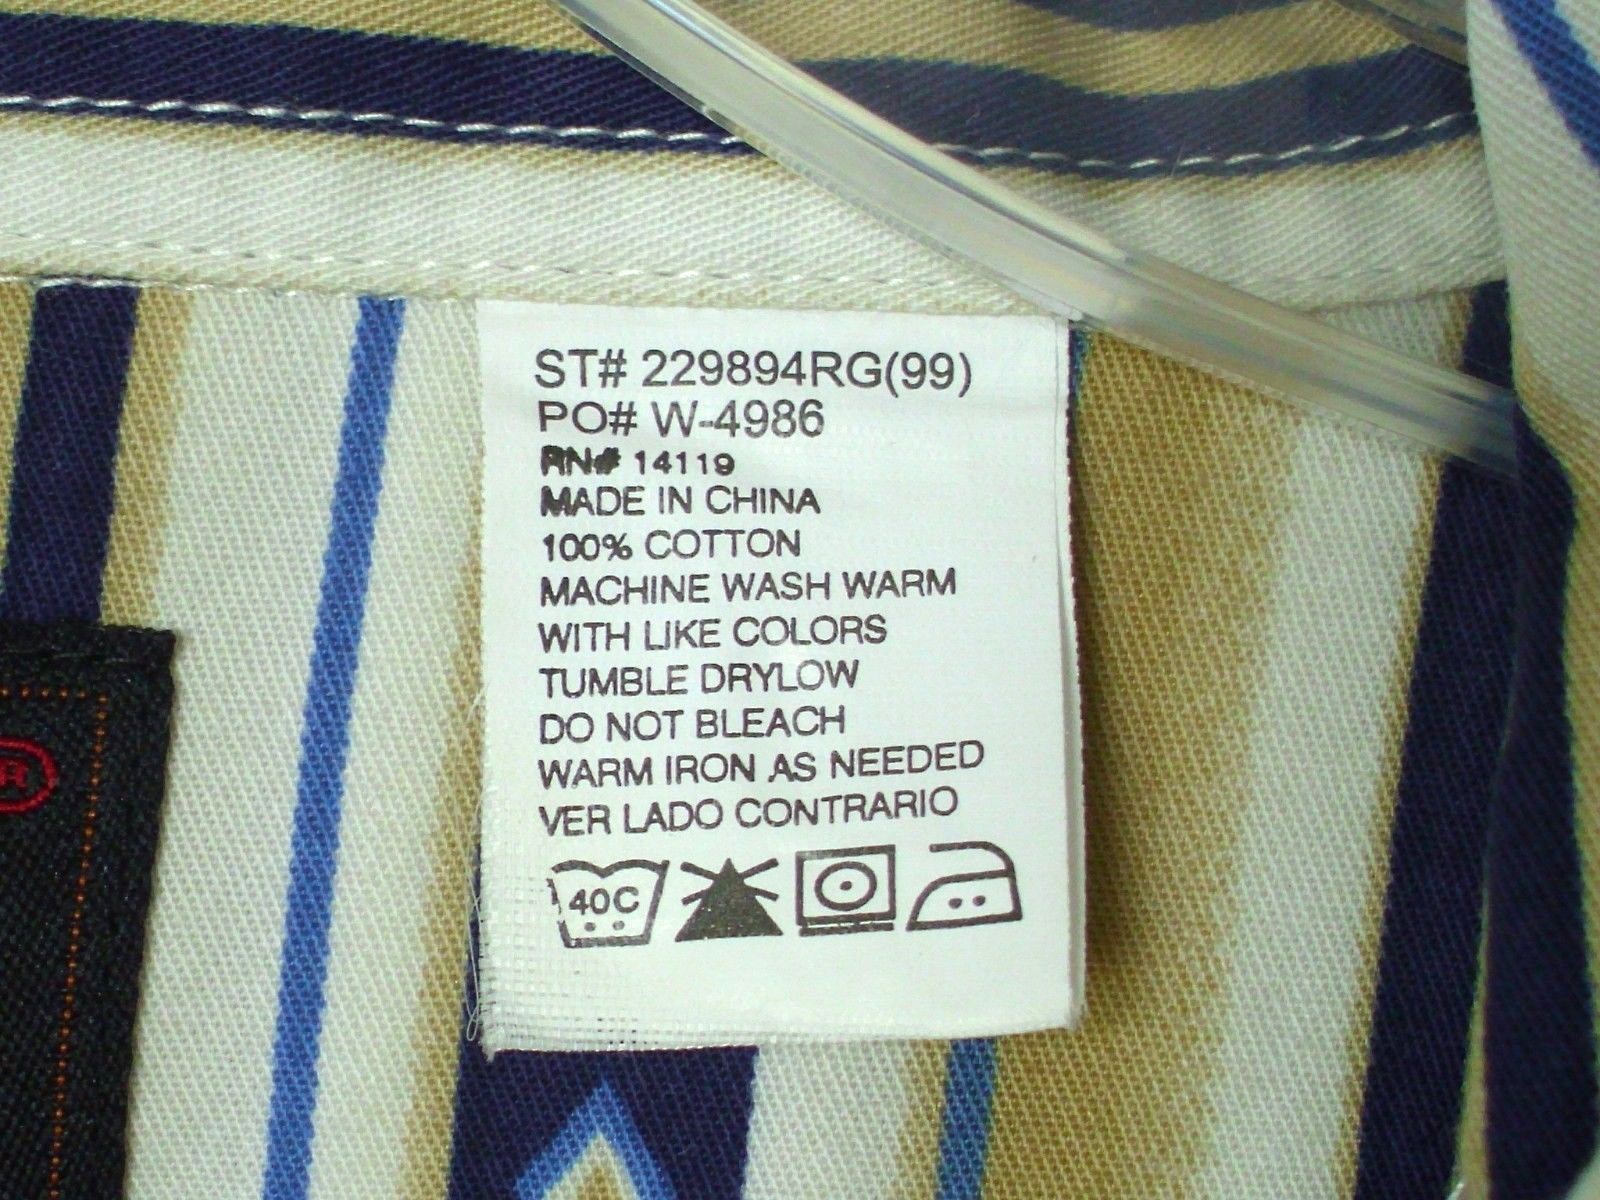 ST# 229894RG(99)
PO# W-4986
RN# 14119
MADE IN CHINA
100% COTTON
MACHINE WASH WARM
WITH LIKE COLORS
TUMBLE DRYLOW
DO NOT BLEACH
WARM IRON AS NEEDED
VER LADO CONTRARIO
40C
R